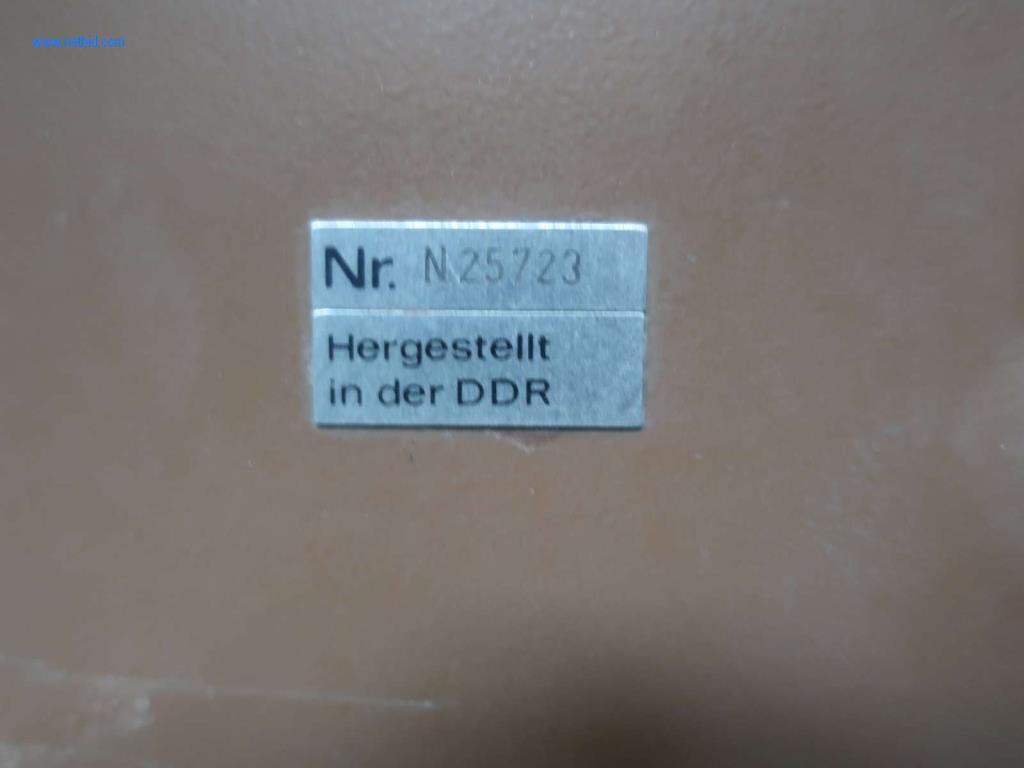 www.netbid.com
Nr. N 25723
Hergestellt
in der DDR